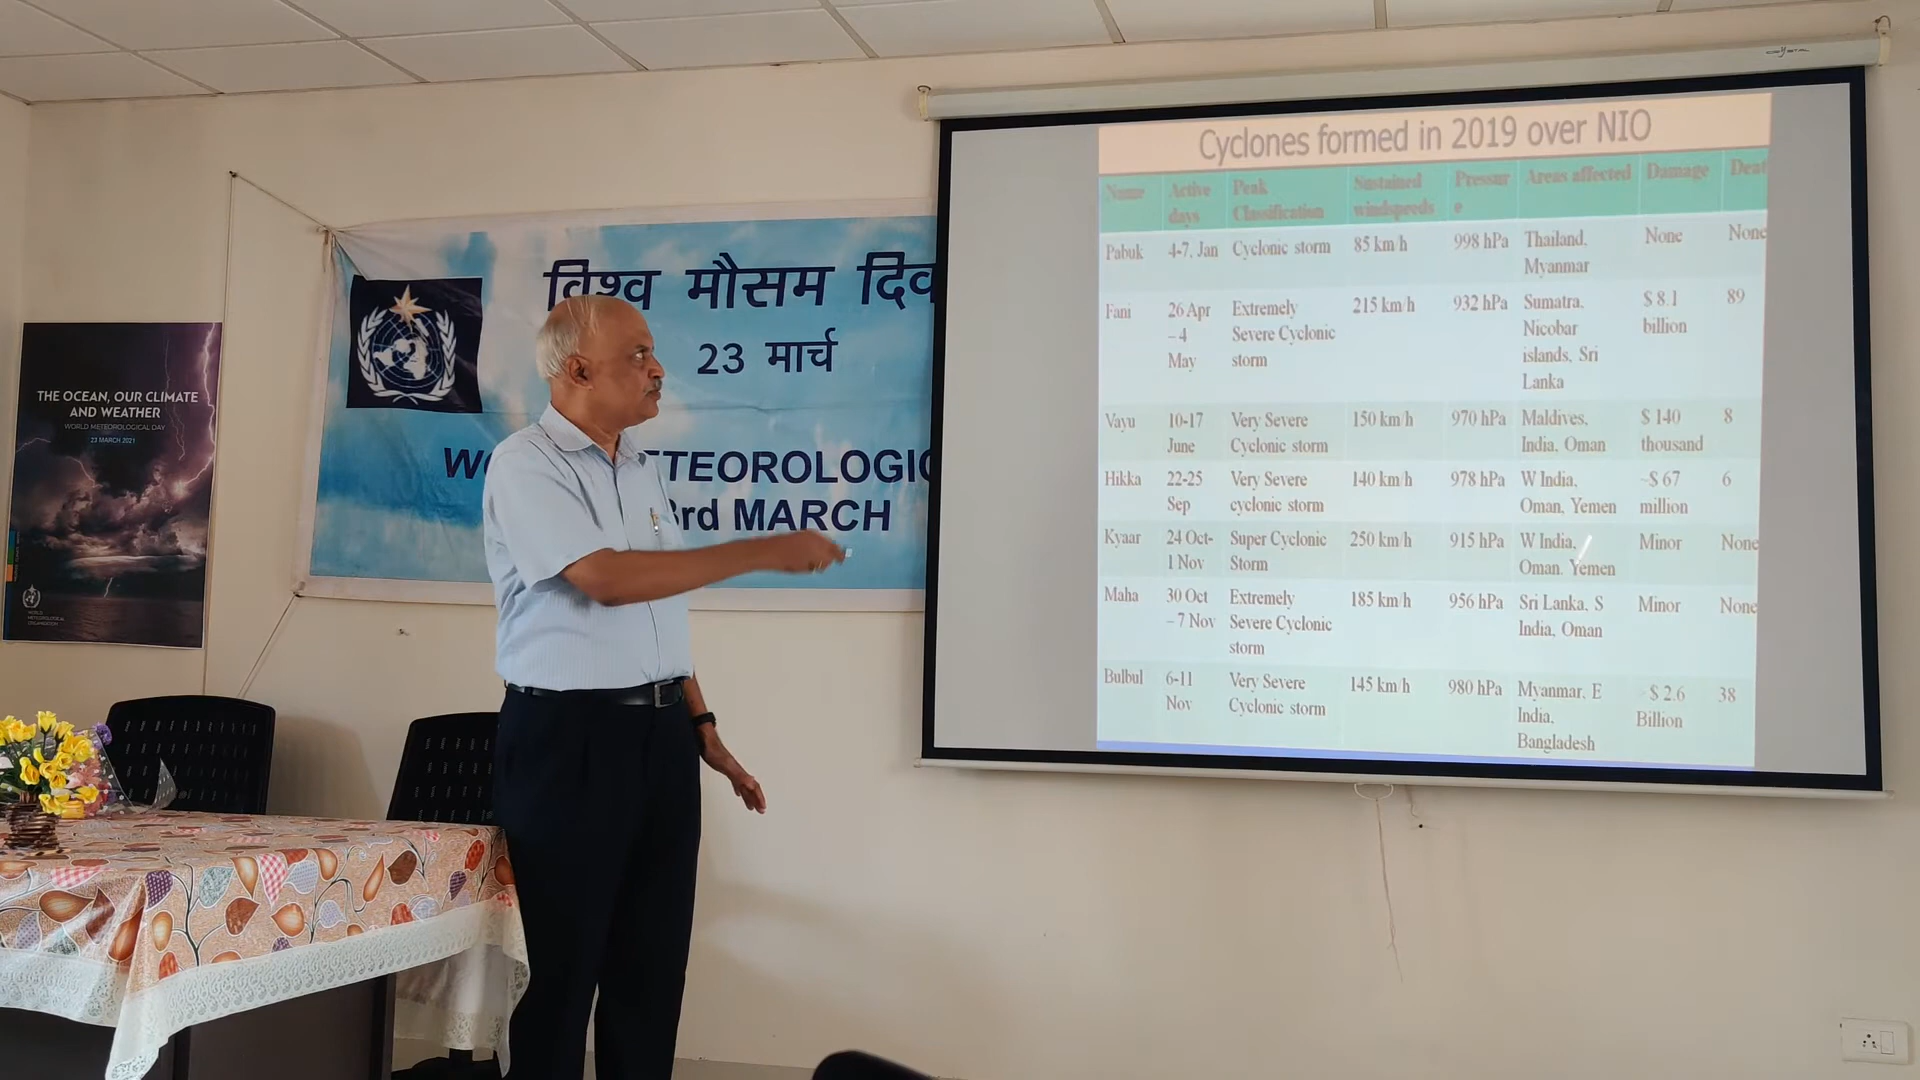 THE OCEAN, OUR CLIMATE
AND WEATHER
WORLD METEOROLOGICAL DAY
23 MARCH 2021
WORLD
METEOROLOGICAL
ORGANIZATION
विश्व मौसम दिव
23 मार्च
WO ETEOROLOGIC
3rd MARCH
Cyclones formed in 2019 over NIO
Name Active days Peak Classification Sustained windspeeds Pressure Areas affected Damage Deat
Pabuk 4-7, Jan Cyclonic storm 85 km/h 998 hPa Thailand, Myanmar None None
Fani 26 Apr – 4 May Extremely Severe Cyclonic storm 215 km/h 932 hPa Sumatra, Nicobar islands, Sri Lanka $ 8.1 billion 89
Vayu 10-17 June Very Severe Cyclonic storm 150 km/h 970 hPa Maldives, India, Oman $ 140 thousand 8
Hikka 22-25 Sep Very Severe cyclonic storm 140 km/h 978 hPa W India, Oman, Yemen ~$ 67 million 6
Kyaar 24 Oct- 1 Nov Super Cyclonic Storm 250 km/h 915 hPa W India, Oman. Yemen Minor None
Maha 30 Oct – 7 Nov Extremely Severe Cyclonic storm 185 km/h 956 hPa Sri Lanka, S India, Oman Minor None
Bulbul 6-11 Nov Very Severe Cyclonic storm 145 km/h 980 hPa Myanmar, E India, Bangladesh $ 2.6 Billion 38